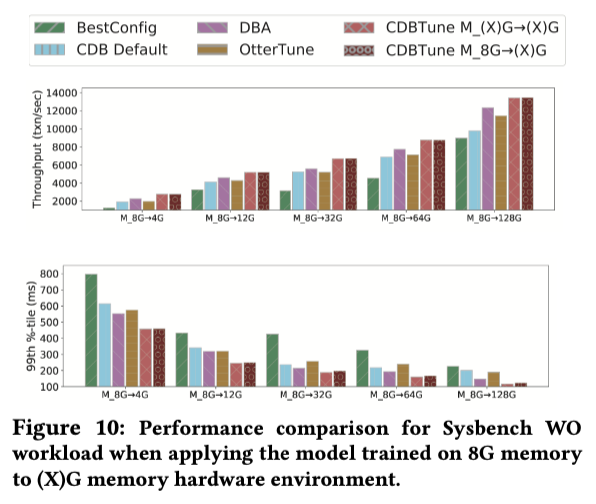 BestConfig DBA CDBTune M_(X)G→(X)G
CDB Default OtterTune CDBTune M_8G→(X)G
Throughput (txn/sec)
14000
12000
10000
8000
6000
4000
2000
M_8G→4G M_8G→12G M_8G→32G M_8G→64G M_8G→128G
99th %-tile (ms)
800
700
600
500
400
300
200
100
M_8G→4G M_8G→12G M_8G→32G M_8G→64G M_8G→128G
Figure 10: Performance comparison for Sysbench WO
workload when applying the model trained on 8G memory
to (X)G memory hardware environment.